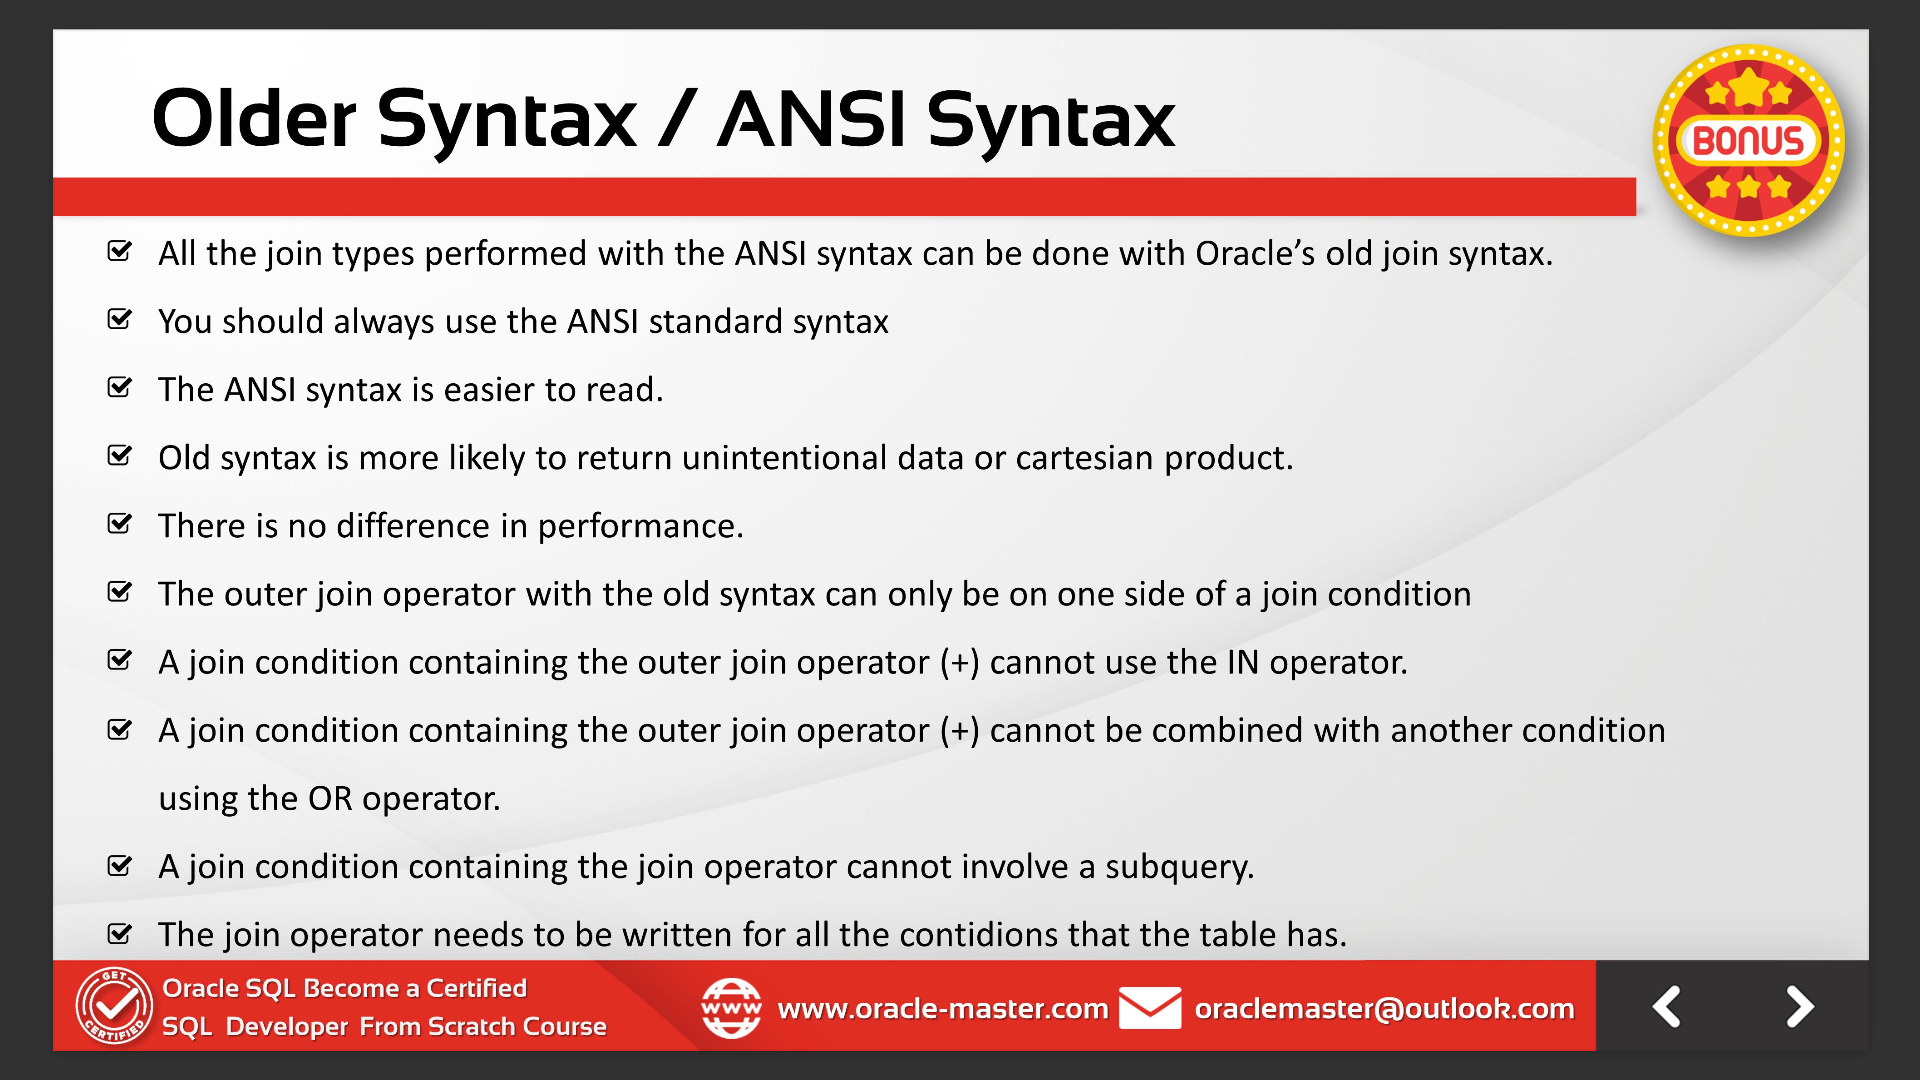 Older Syntax / ANSI Syntax
BONUS
All the join types performed with the ANSI syntax can be done with Oracle’s old join syntax.
You should always use the ANSI standard syntax
The ANSI syntax is easier to read.
Old syntax is more likely to return unintentional data or cartesian product.
There is no difference in performance.
The outer join operator with the old syntax can only be on one side of a join condition
A join condition containing the outer join operator (+) cannot use the IN operator.
A join condition containing the outer join operator (+) cannot be combined with another condition
using the OR operator.
A join condition containing the join operator cannot involve a subquery.
The join operator needs to be written for all the contidions that the table has.
GET
CERTIFIED
Oracle SQL Become a Certified
SQL Developer From Scratch Course
www
www.oracle-master.com
oraclemaster@outlook.com